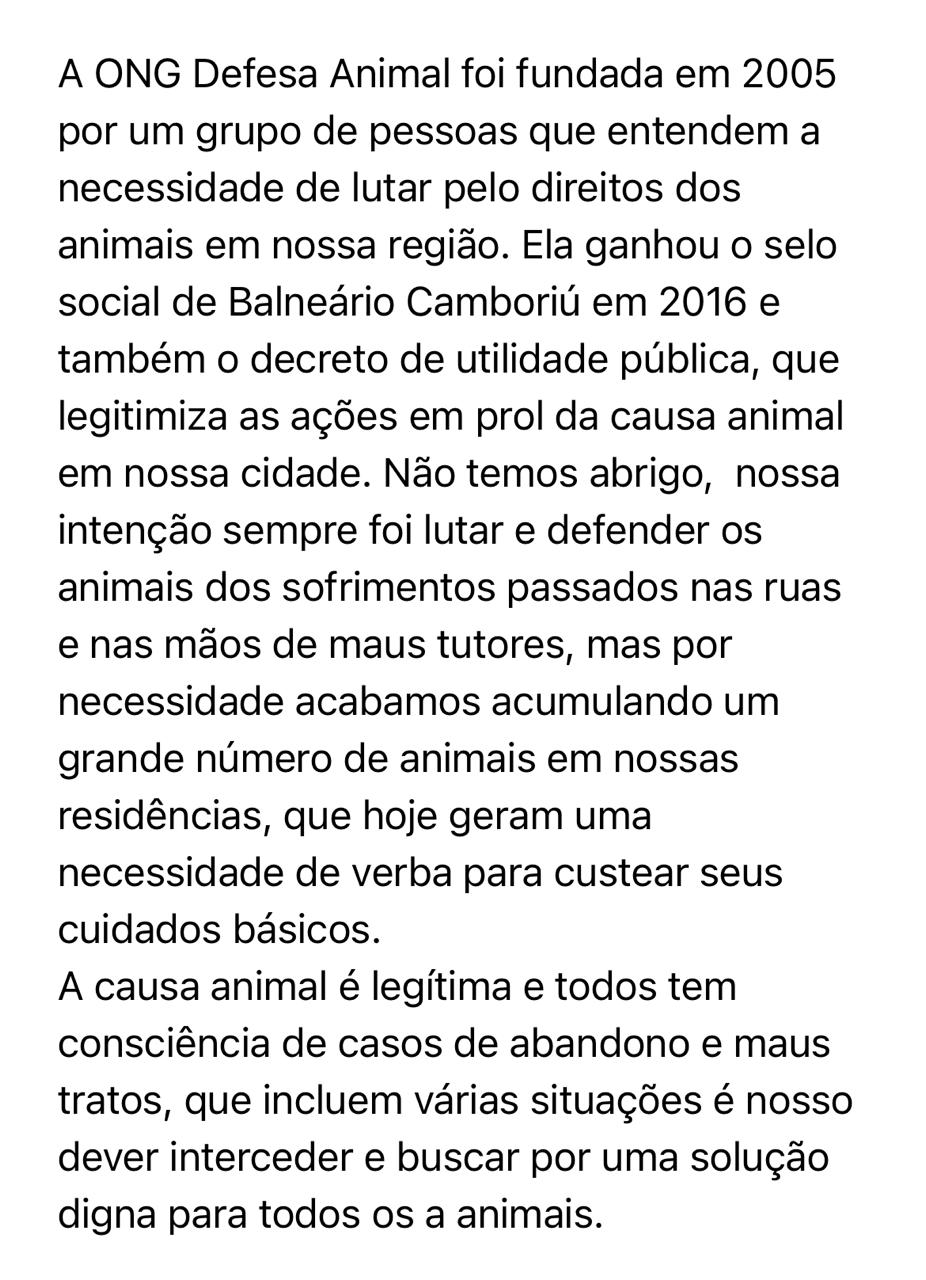 A ONG Defesa Animal foi fundada em 2005
por um grupo de pessoas que entendem a
necessidade de lutar pelo direitos dos
animais em nossa região. Ela ganhou o selo
social de Balneário Camboriú em 2016 e
também o decreto de utilidade pública, que
legitimiza as ações em prol da causa animal
em nossa cidade. Não temos abrigo,  nossa
intenção sempre foi lutar e defender os
animais dos sofrimentos passados nas ruas
e nas mãos de maus tutores, mas por
necessidade acabamos acumulando um
grande número de animais em nossas
residências, que hoje geram uma
necessidade de verba para custear seus
cuidados básicos.
A causa animal é legítima e todos tem
consciência de casos de abandono e maus
tratos, que incluem várias situações é nosso
dever interceder e buscar por uma solução
digna para todos os a animais.